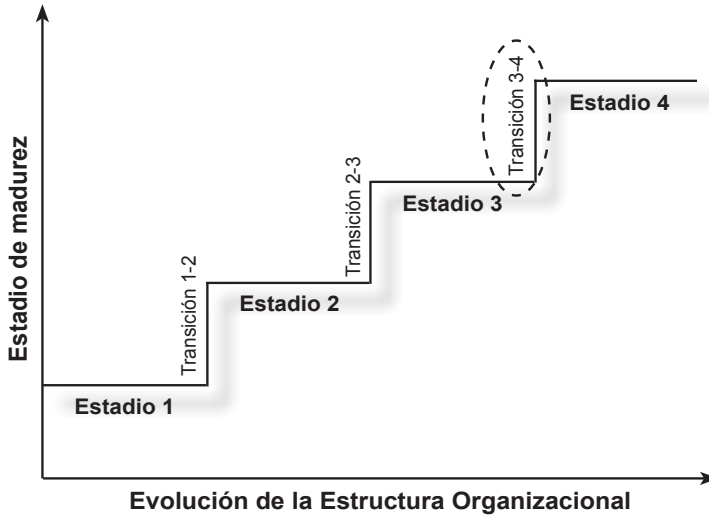 Estadio de madurez
Transición 3-4
Estadio 4
Transición 2-3
Estadio 3
Transición 1-2
Estadio 2
Estadio 1
Evolución de la Estructura Organizacional